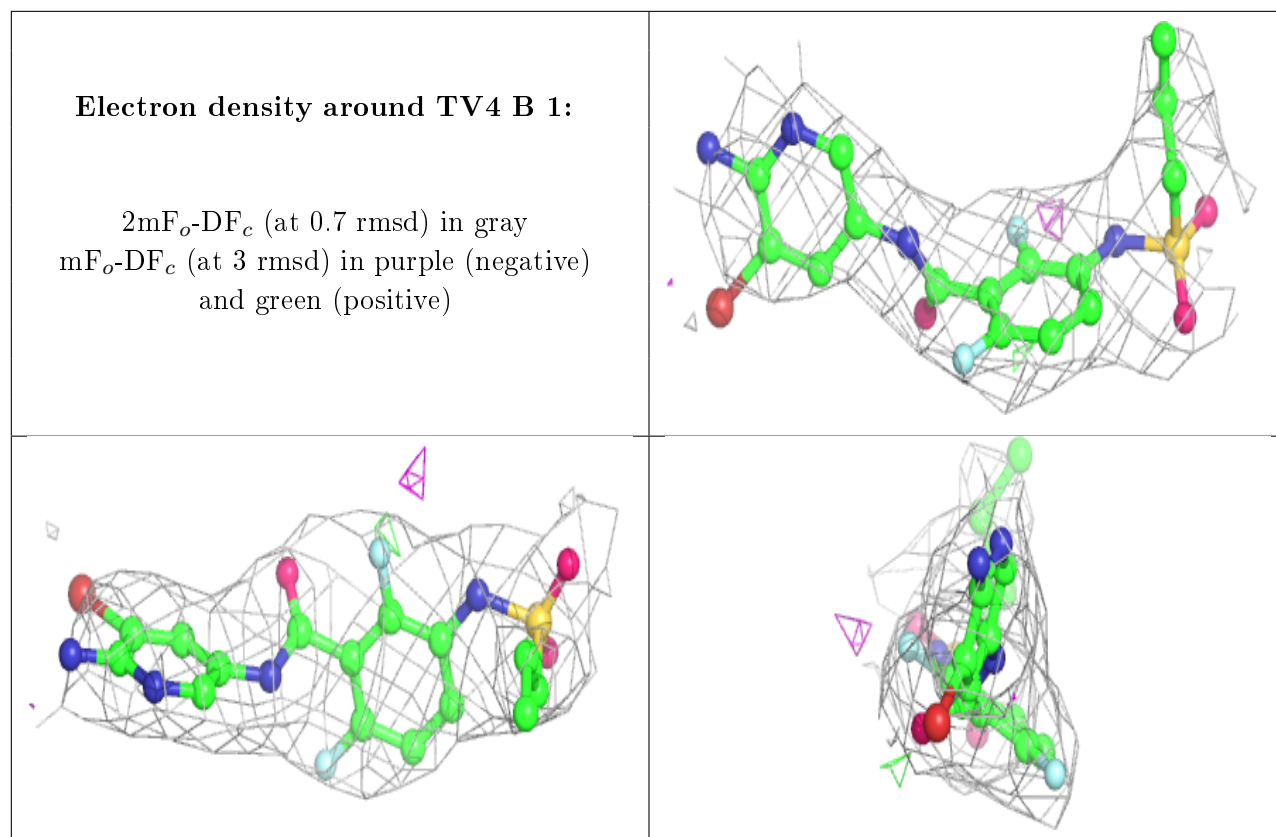 Electron density around TV4 B 1:
2mFo-DFc (at 0.7 rmsd) in gray
mFo-DFc (at 3 rmsd) in purple (negative)
and green (positive)